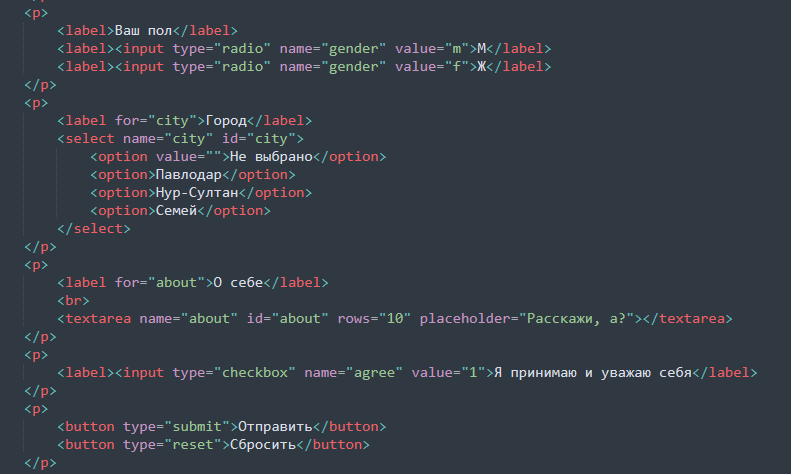 <p>
<label>Ваш пол</label>
<label><input type="radio" name="gender" value="m">М</label>
<label><input type="radio" name="gender" value="f">Ж</label>
</p>
<p>
<label for="city">Город</label>
<select name="city" id="city">
<option value="">Не выбрано</option>
<option>Павлодар</option>
<option>Нур-Султан</option>
<option>Семей</option>
</select>
</p>
<p>
<label for="about">О себе</label>
<br>
<textarea name="about" id="about" rows="10" placeholder="Расскажи, а?"></textarea>
</p>
<p>
<label><input type="checkbox" name="agree" value="1">Я принимаю и уважаю себя</label>
</p>
<p>
<button type="submit">Отправить</button>
<button type="reset">Сбросить</button>
</p>